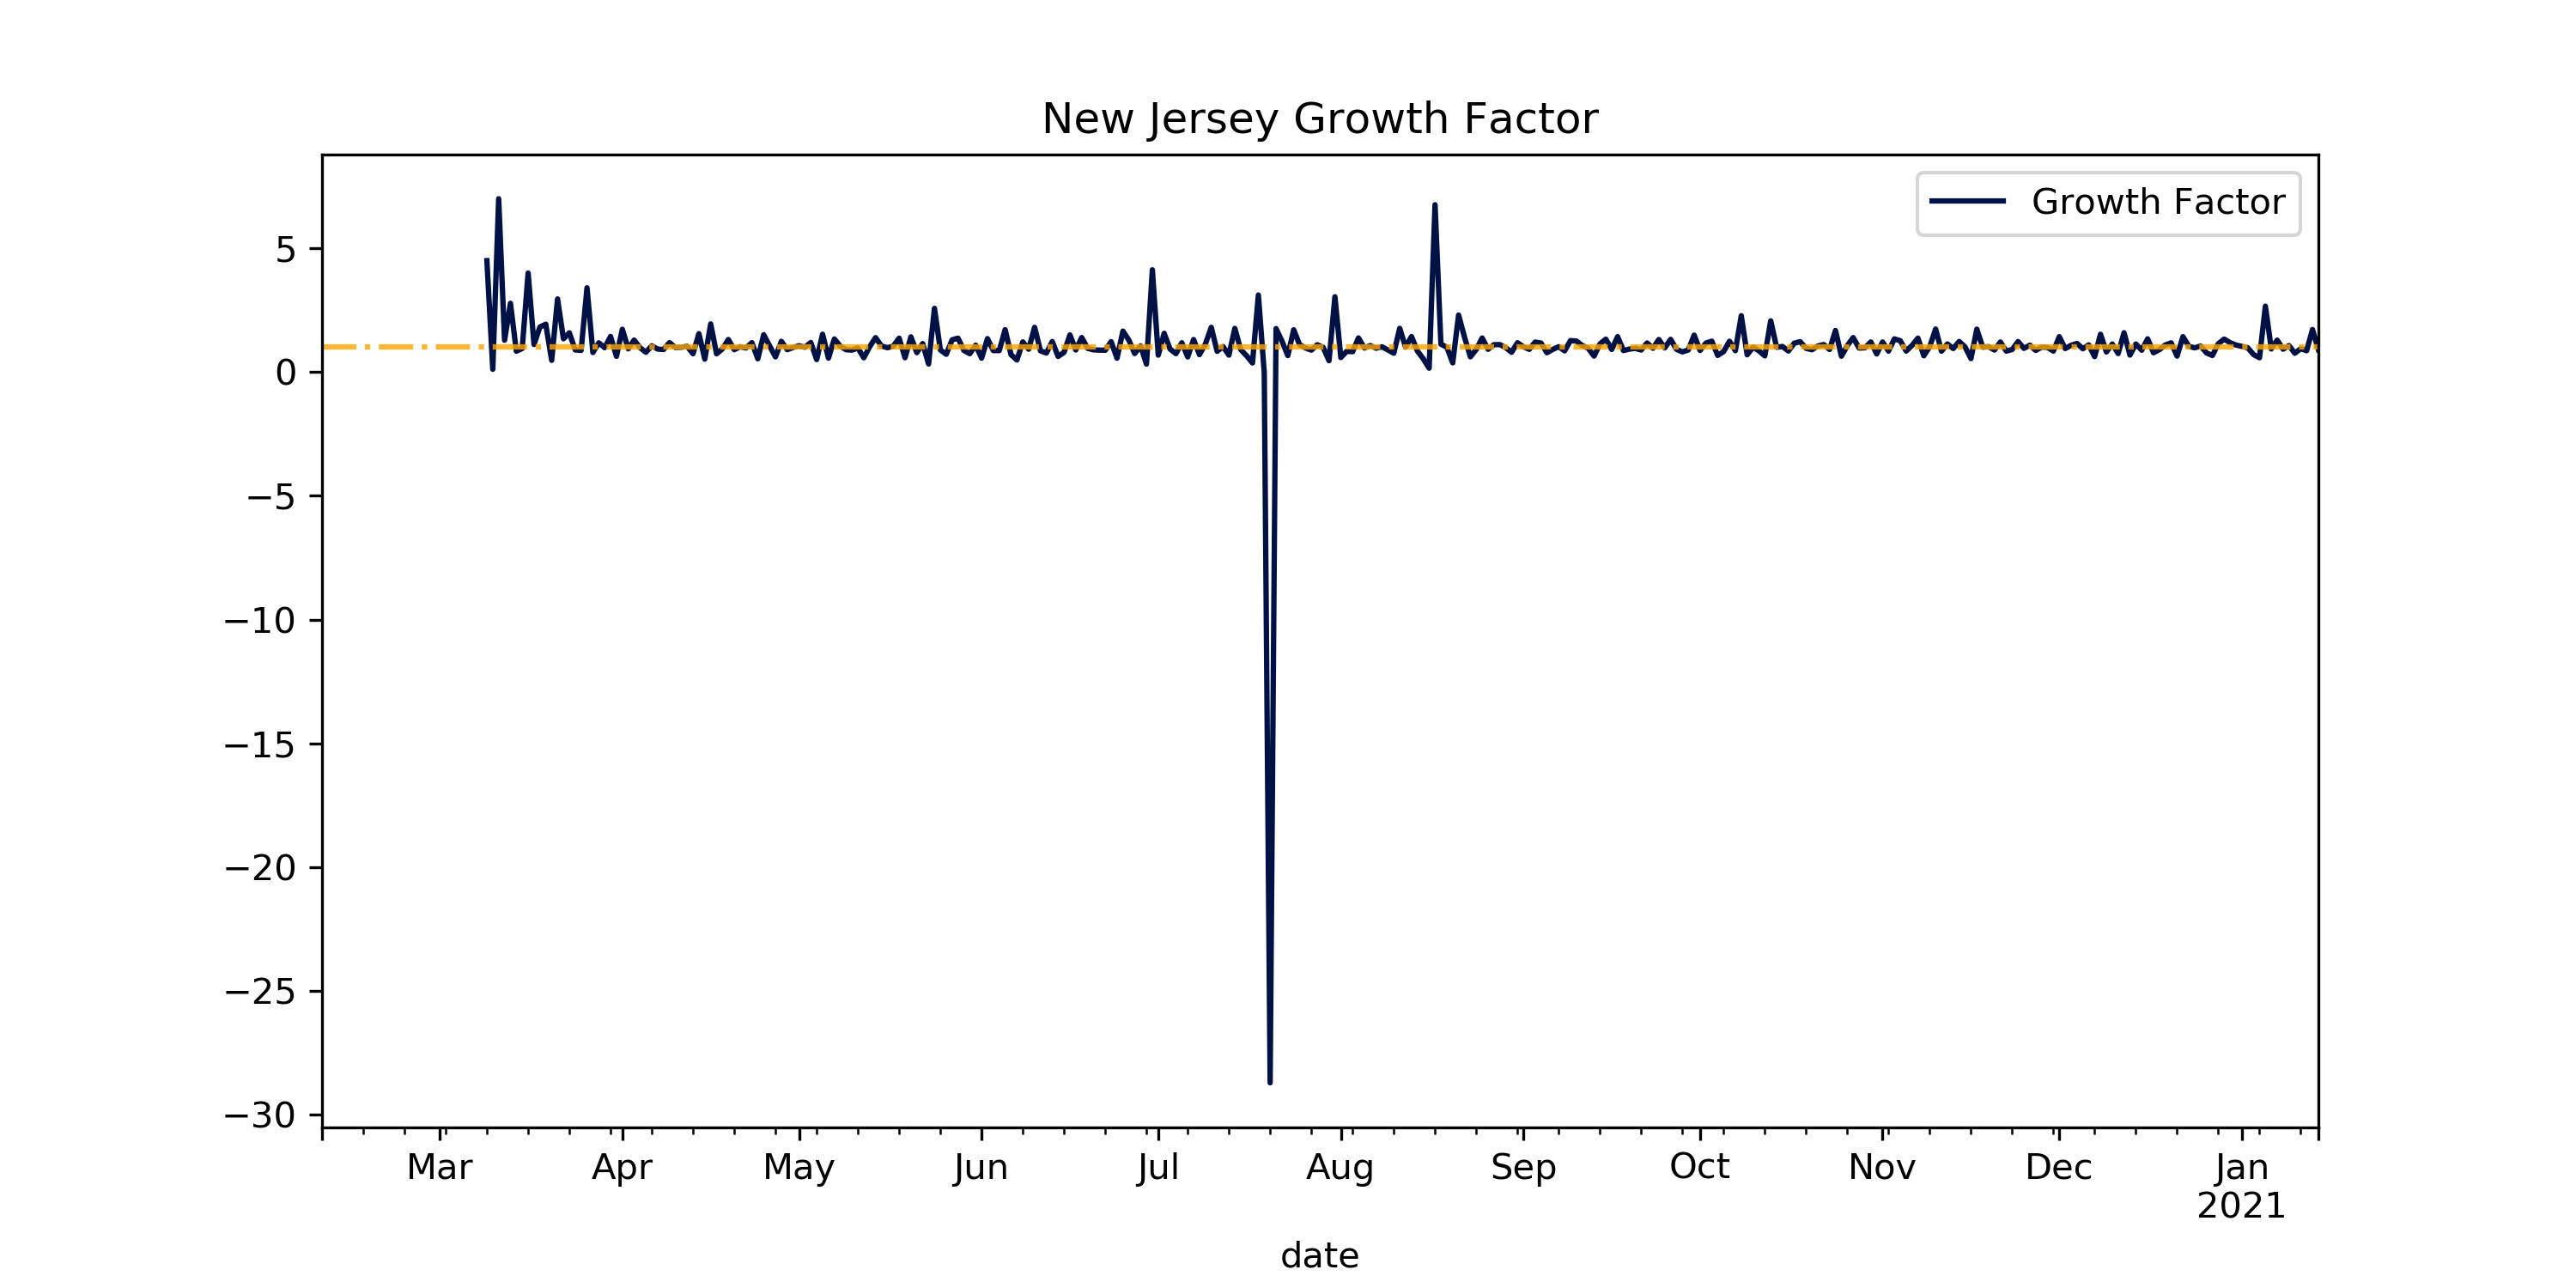 New Jersey Growth Factor
Growth Factor
5
0
−5
−10
−15
−20
−25
−30
Mar Apr May Jun Jul Aug Sep Oct Nov Dec Jan
2021
date